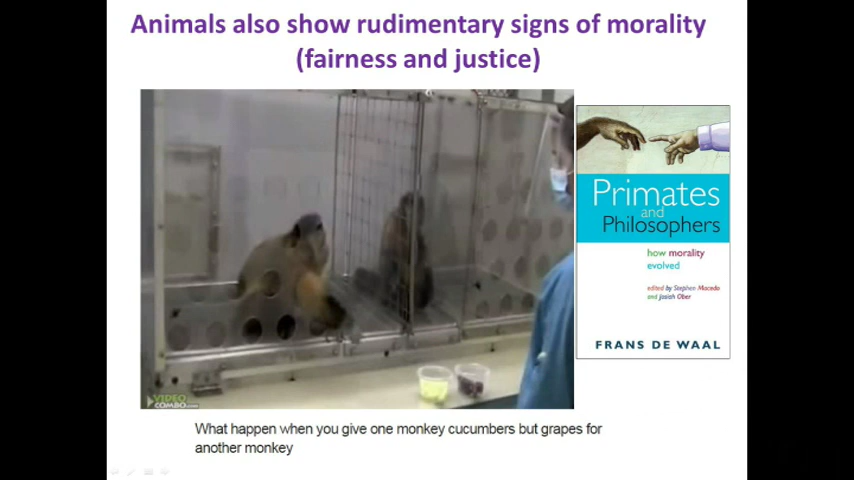 Animals also show rudimentary signs of morality
(fairness and justice)
Primates
and
Philosophers
how morality
evolved
edited by Stephen Macedo
and Josiah Ober
FRANS DE WAAL
VIDEO
COMBO.com
What happen when you give one monkey cucumbers but grapes for
another monkey